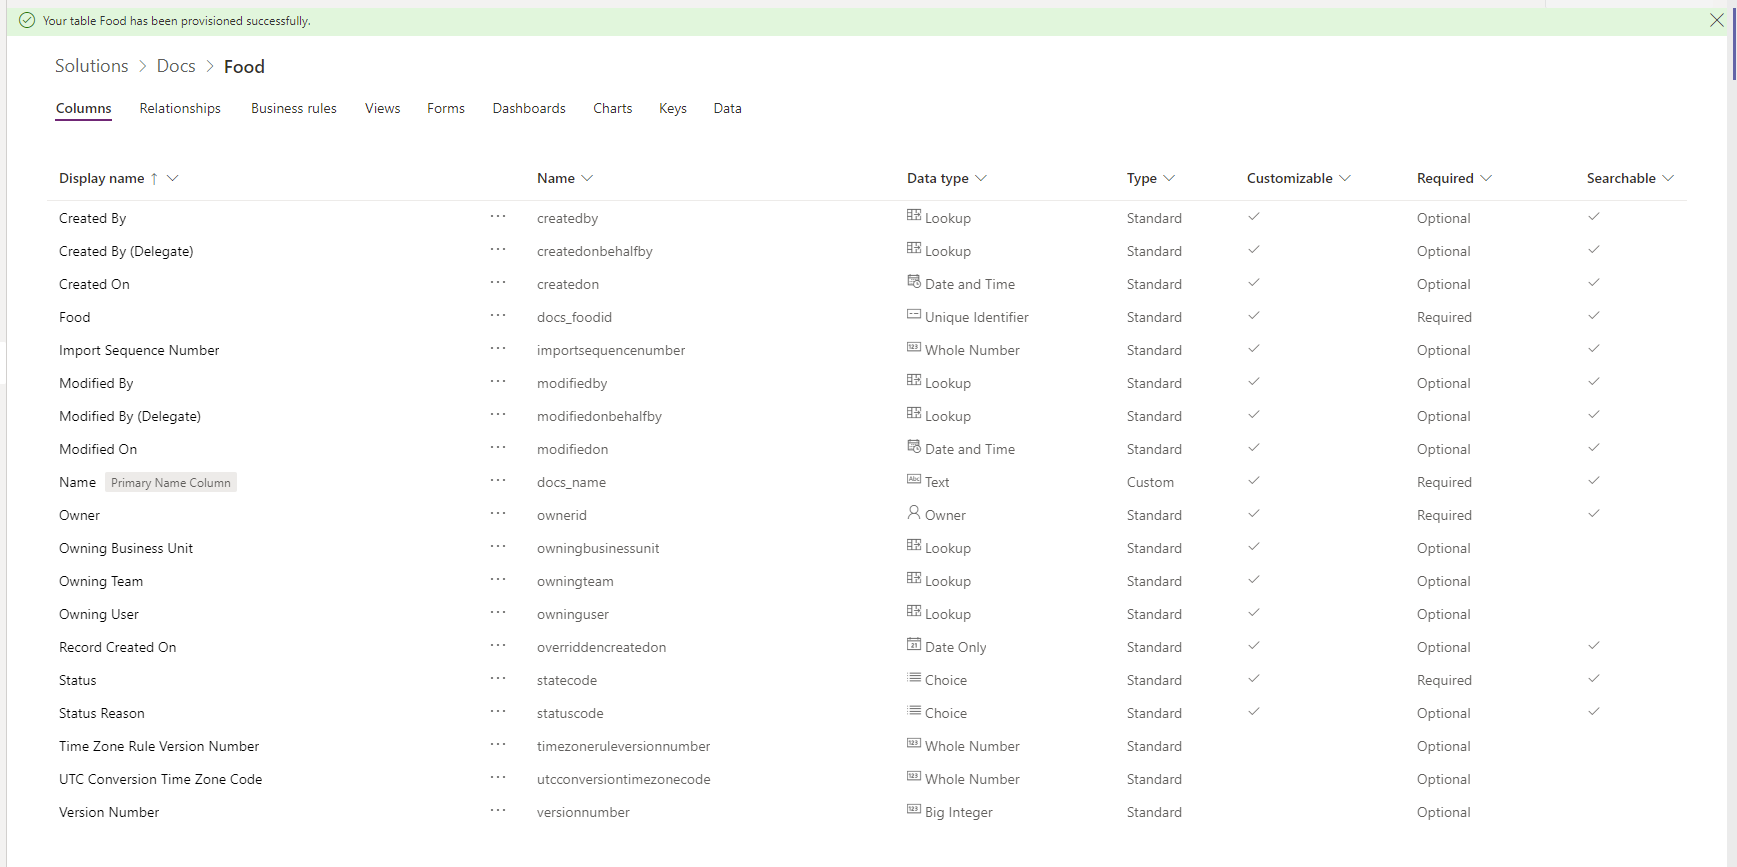 Your table Food has been provisioned successfully.
Solutions > Docs > Food
Columns Relationships Business rules Views Forms Dashboards Charts Keys Data
Display name ↑ Name Data type Type Customizable Required Searchable
Created By ··· createdby Lookup Standard ✓ Optional ✓
Created By (Delegate) ··· createdonbehalfby Lookup Standard ✓ Optional ✓
Created On ··· createdon Date and Time Standard ✓ Optional ✓
Food ··· docs_foodid Unique Identifier Standard ✓ Required ✓
Import Sequence Number ··· importsequencenumber Whole Number Standard ✓ Optional ✓
Modified By ··· modifiedby Lookup Standard ✓ Optional ✓
Modified By (Delegate) ··· modifiedonbehalfby Lookup Standard ✓ Optional ✓
Modified On ··· modifiedon Date and Time Standard ✓ Optional ✓
Name Primary Name Column ··· docs_name Abc Text Custom ✓ Required ✓
Owner ··· ownerid Owner Standard ✓ Required ✓
Owning Business Unit ··· owningbusinessunit Lookup Standard ✓ Optional
Owning Team ··· owningteam Lookup Standard ✓ Optional
Owning User ··· owninguser Lookup Standard ✓ Optional
Record Created On ··· overriddencreatedon Date Only Standard ✓ Optional ✓
Status ··· statecode Choice Standard ✓ Required ✓
Status Reason ··· statuscode Choice Standard ✓ Optional ✓
Time Zone Rule Version Number ··· timezoneruleversionnumber Whole Number Standard Optional
UTC Conversion Time Zone Code ··· utcconversiontimezonecode Whole Number Standard Optional
Version Number ··· versionnumber Big Integer Standard Optional